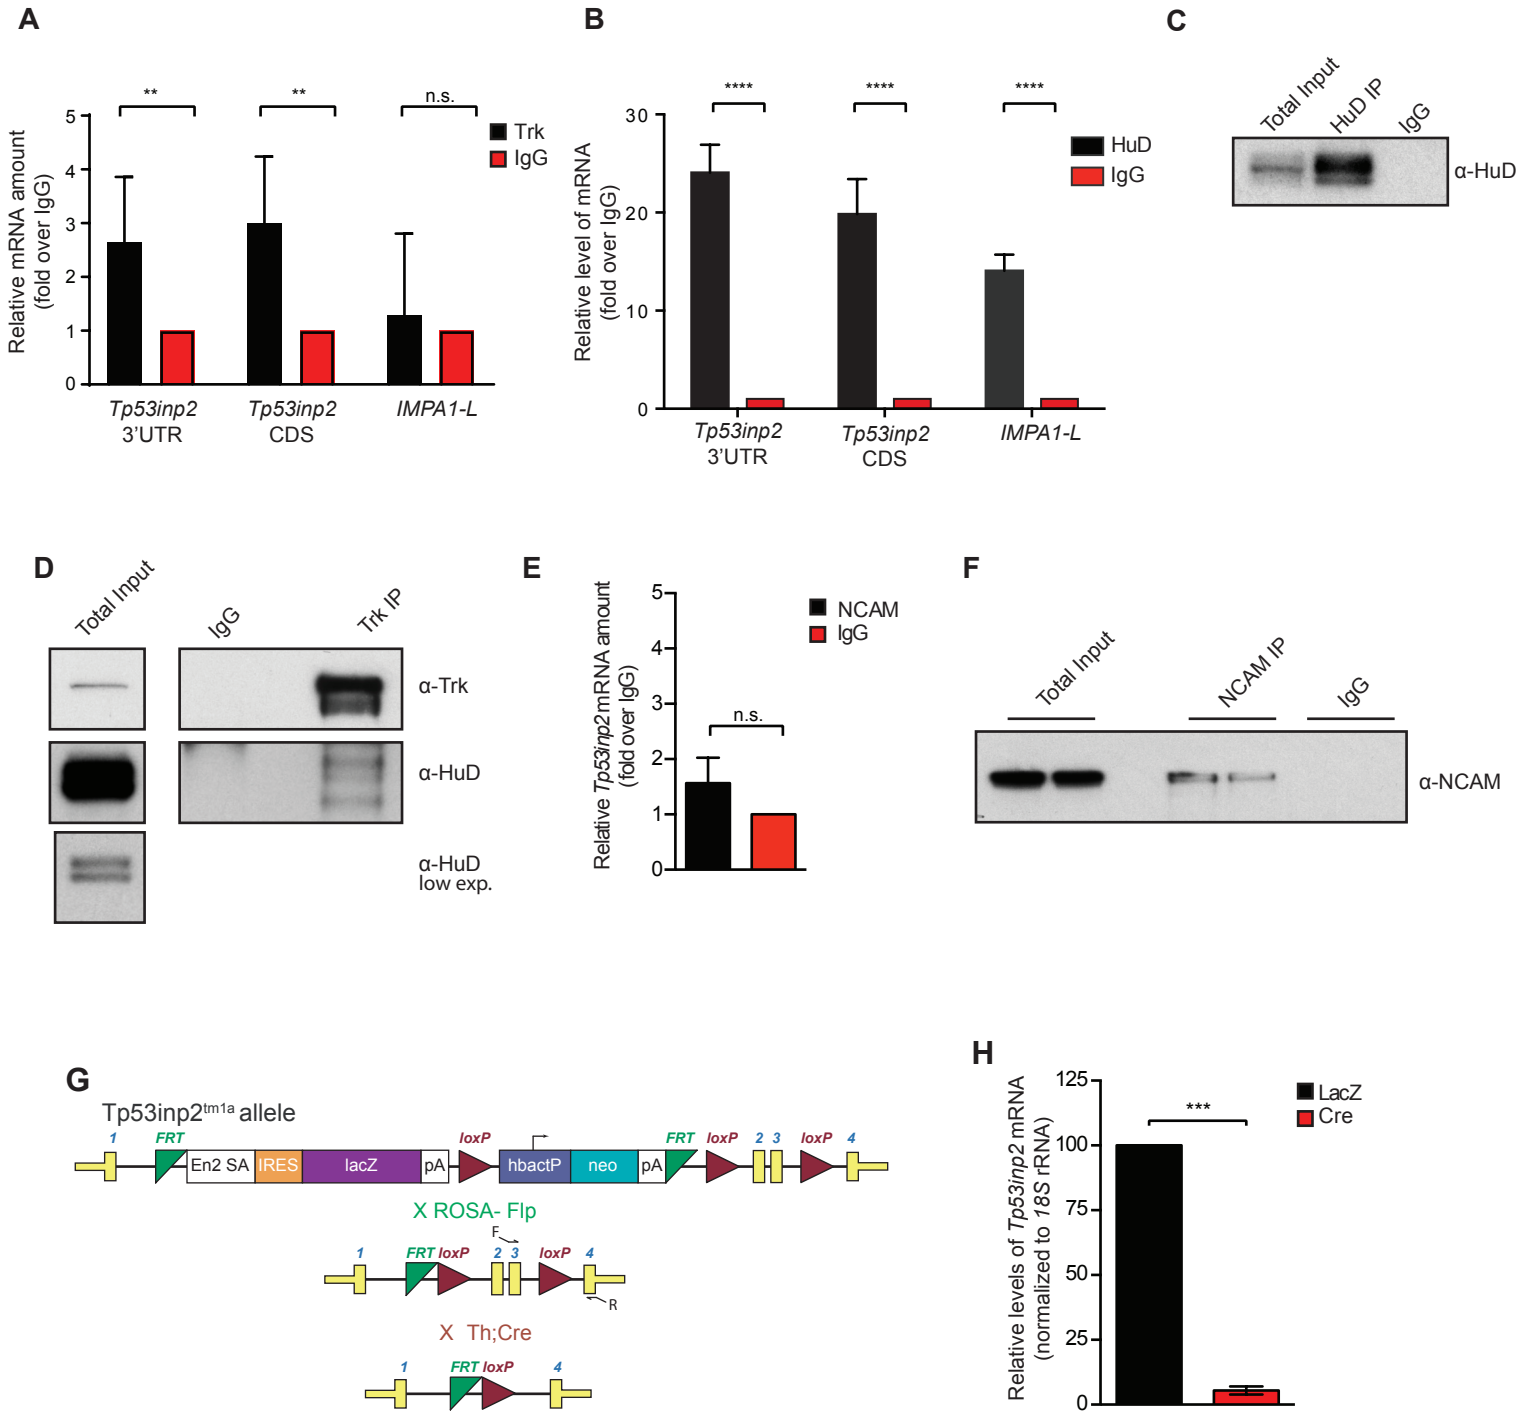 A
Relative mRNA amount
(fold over IgG)
5
4
3
2
1
0
**
**
n.s.
Trk
IgG
Tp53inp2
3’UTR
Tp53inp2
CDS
IMPA1-L
B
Relative level of mRNA
(fold over IgG)
30
20
10
0
****
****
****
HuD
IgG
Tp53inp2
3’UTR
Tp53inp2
CDS
IMPA1-L
C
Total Input
HuD IP
IgG
α-HuD
D
Total Input
IgG
Trk IP
α-Trk
α-HuD
α-HuD
low exp.
E
Relative Tp53inp2 mRNA amount
(fold over IgG)
5
4
3
2
1
0
n.s.
NCAM
IgG
F
Total Input
NCAM IP
IgG
α-NCAM
G
Tp53inp2tm1a allele
1 FRT loxP FRT loxP 2 3 loxP 4
En2 SA IRES lacZ pA hbactP neo pA
X ROSA- Flp
F
1 FRT loxP 2 3 loxP 4
R
X Th;Cre
1 FRT loxP 4
H
Relative levels of Tp53inp2 mRNA
(normalized to 18S rRNA)
125
100
75
50
25
0
***
LacZ
Cre